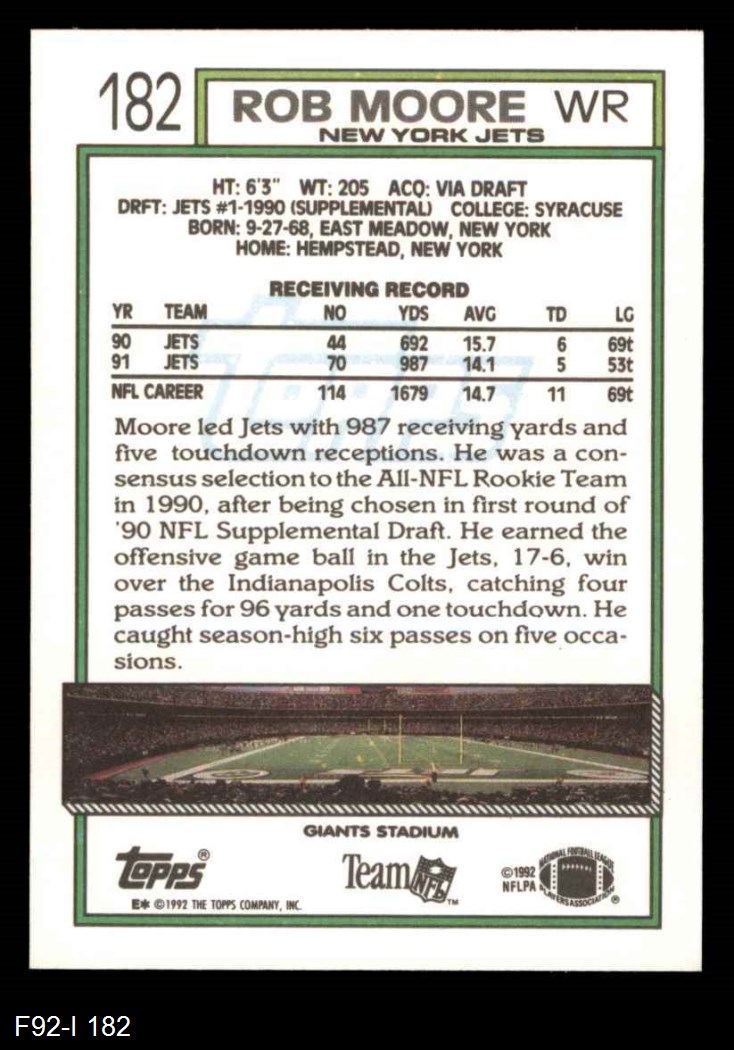 182 ROB MOORE WR
NEW YORK JETS
HT: 6'3" WT: 205 ACQ: VIA DRAFT
DRFT: JETS #1-1990 (SUPPLEMENTAL) COLLEGE: SYRACUSE
BORN: 9-27-68, EAST MEADOW, NEW YORK
HOME: HEMPSTEAD, NEW YORK
RECEIVING RECORD
YR TEAM NO YDS AVG TD LG
90 JETS 44 692 15.7 6 69t
91 JETS 70 987 14.1 5 53t
NFL CAREER 114 1679 14.7 11 69t
Topps
Moore led Jets with 987 receiving yards and
five touchdown receptions. He was a con-
sensus selection to the All-NFL Rookie Team
in 1990, after being chosen in first round of
'90 NFL Supplemental Draft. He earned the
offensive game ball in the Jets, 17-6, win
over the Indianapolis Colts, catching four
passes for 96 yards and one touchdown. He
caught season-high six passes on five occa-
sions.
GIANTS STADIUM
Topps®
E* ©1992 THE TOPPS COMPANY, INC.
Team NFL™
©1992
NFLPA
NATIONAL FOOTBALL LEAGUE
PLAYERS ASSOCIATION®
F92-I 182